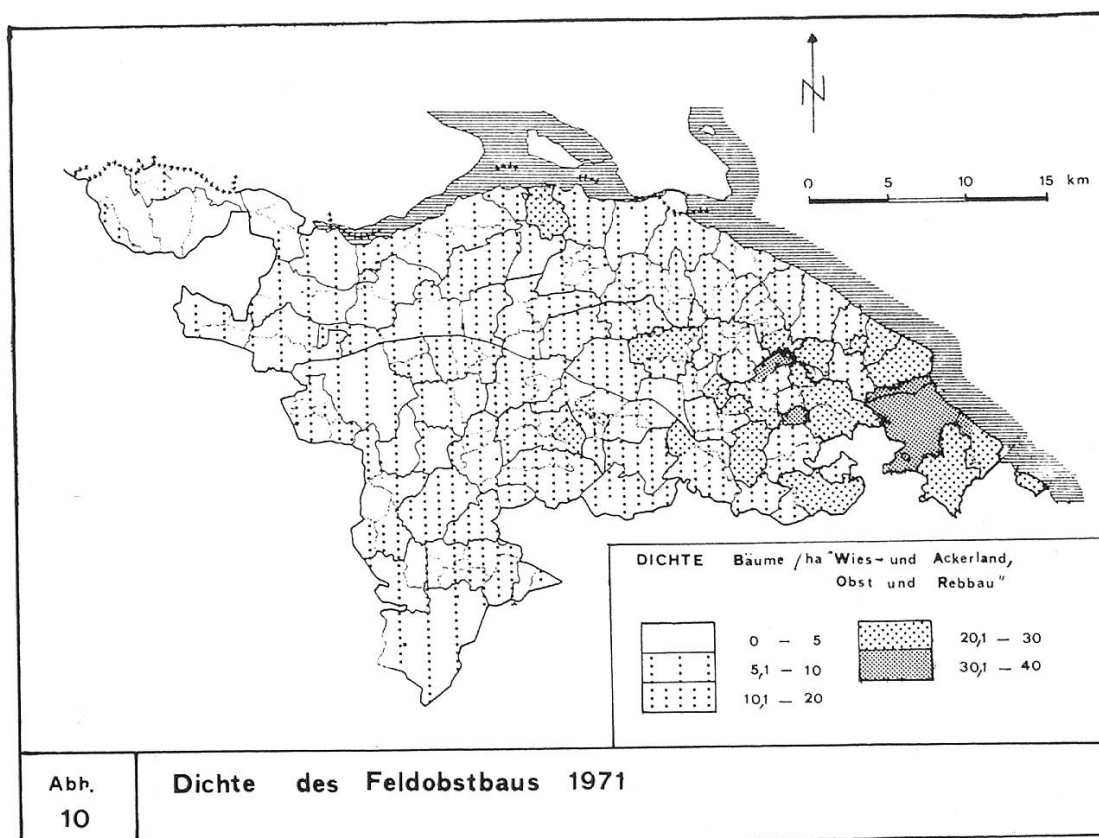 N
0 5 10 15 km
DICHTE Bäume / ha "Wies- und Ackerland,
Obst und Rebbau"
0 – 5
5,1 – 10
10,1 – 20
20,1 – 30
30,1 – 40
Abh.
10
Dichte des Feldobstbaus 1971